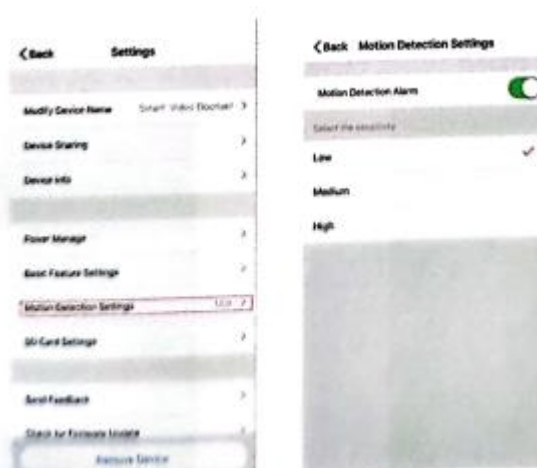 Back Settings
Modify Device Name Smart Video Doorbell
Device Sharing
Device Info
Power Manage
Basic Feature Settings
Motion Detection Settings Low
SD Card Settings
Send Feedback
Check for Firmware Update
Remove Device
Back Motion Detection Settings
Motion Detection Alarm
Select the sensitivity
Low
Medium
High